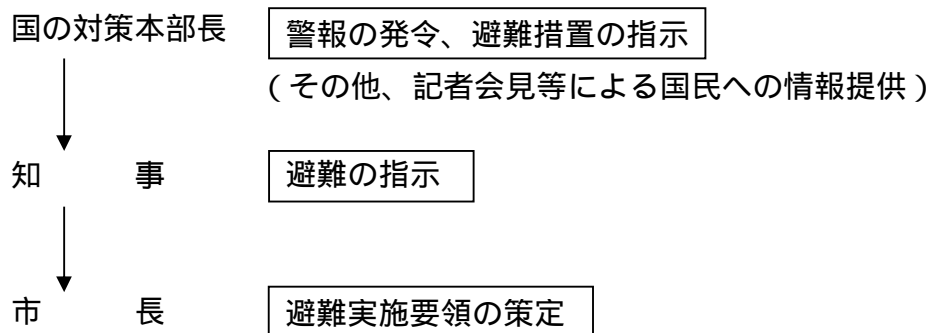 国の対策本部長 警報の発令、避難措置の指示
(その他、記者会見等による国民への情報提供)
知 事 避難の指示
市 長 避難実施要領の策定